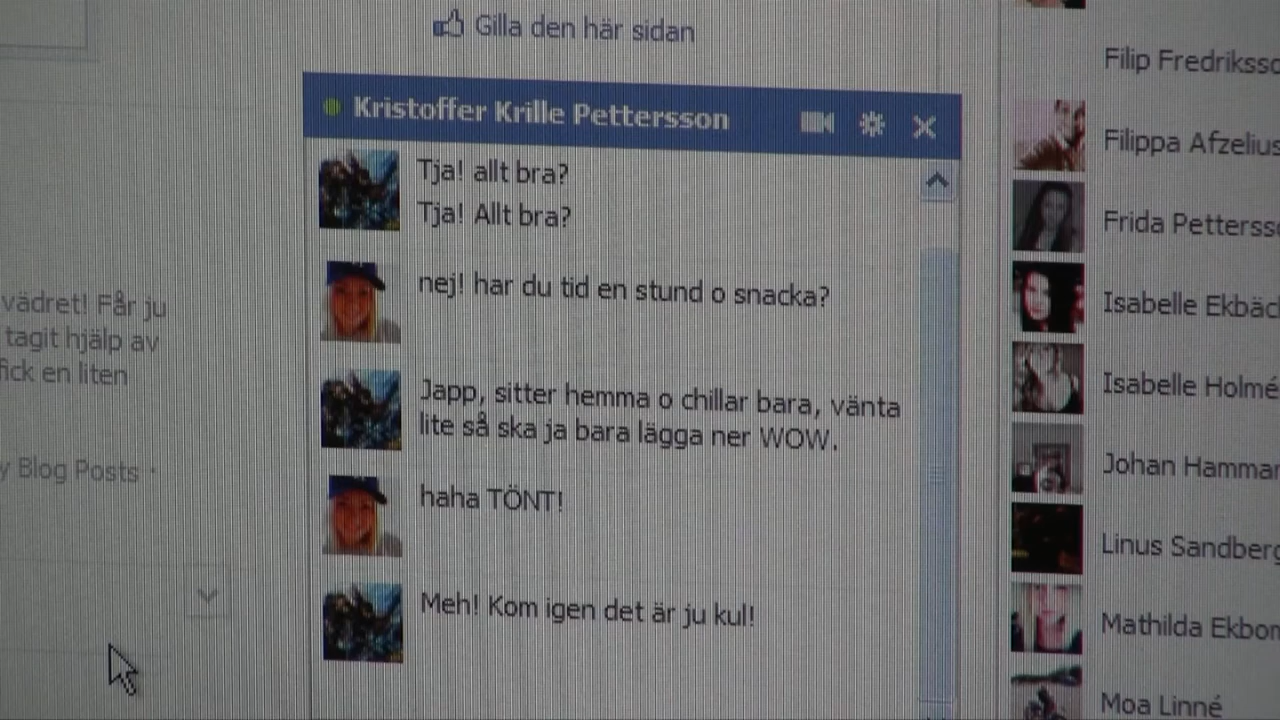 Gilla den här sidan
Kristoffer Krille Pettersson
Tja! allt bra?
Tja! Allt bra?
nej! har du tid en stund o snacka?
Japp, sitter hemma o chillar bara, vänta
lite så ska ja bara lägga ner WOW.
haha TÖNT!
Meh! Kom igen det är ju kul!
vädret! Får ju
tagit hjälp av
fick en liten
y Blog Posts ·
Filip Fredriksso
Filippa Afzelius
Frida Petterss
Isabelle Ekbäc
Isabelle Holmé
Johan Hammar
Linus Sandberg
Mathilda Ekbom
Moa Linné